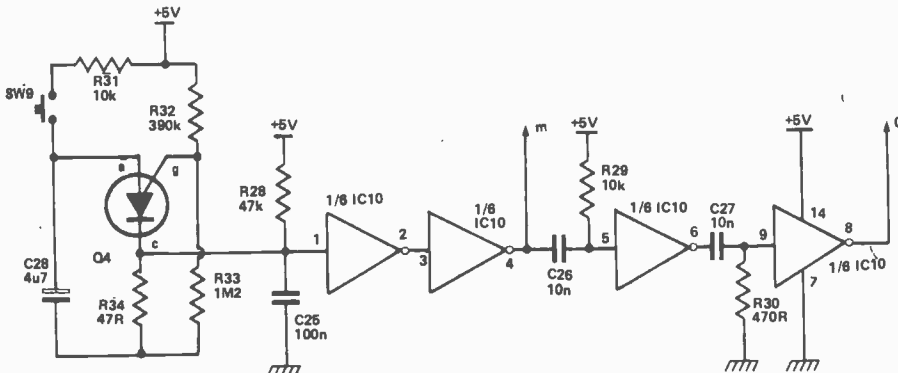 +5V
R31
10k
SW9
R32
390k
a
g
Q4
c
C28
4u7
R34
47R
R33
1M2
+5V
R28
47k
C25
100n
1/6 IC10
1
2
1/6
IC10
3
4
m
C26
10n
+5V
R29
10k
1/6 IC10
5
6
C27
10n
R30
470R
+5V
14
9
8
7
1/6 IC10